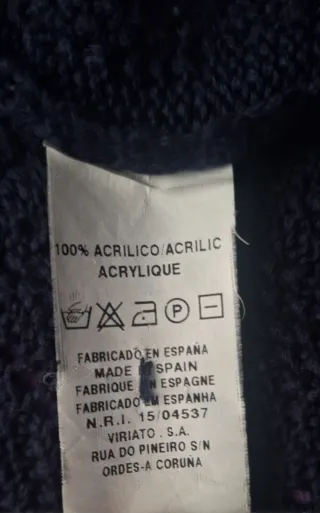 100% ACRILICO/ACRILIC
ACRYLIQUE
P
FABRICADO EN ESPAÑA
MADE SPAIN
FABRIQUE EN ESPAGNE
FABRICADO EM ESPANHA
N.R.I. 15/04537
VIRIATO . S.A.
RUA DO PINEIRO S/N
ORDES-A CORUÑA